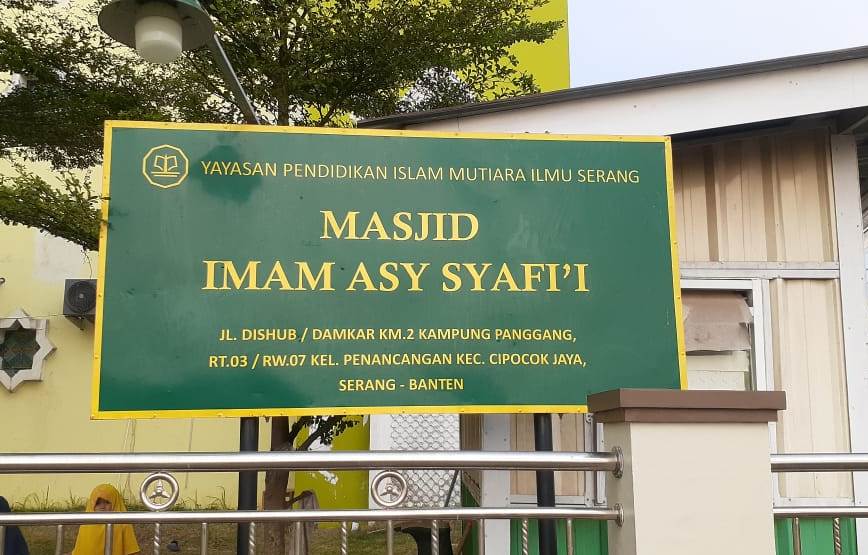 YAYASAN PENDIDIKAN ISLAM MUTIARA ILMU SERANG
MASJID
IMAM ASY SYAFI'I
JL. DISHUB / DAMKAR KM.2 KAMPUNG PANGGANG,
RT.03 / RW.07 KEL. PENANCANGAN KEC. CIPOCOK JAYA,
SERANG - BANTEN